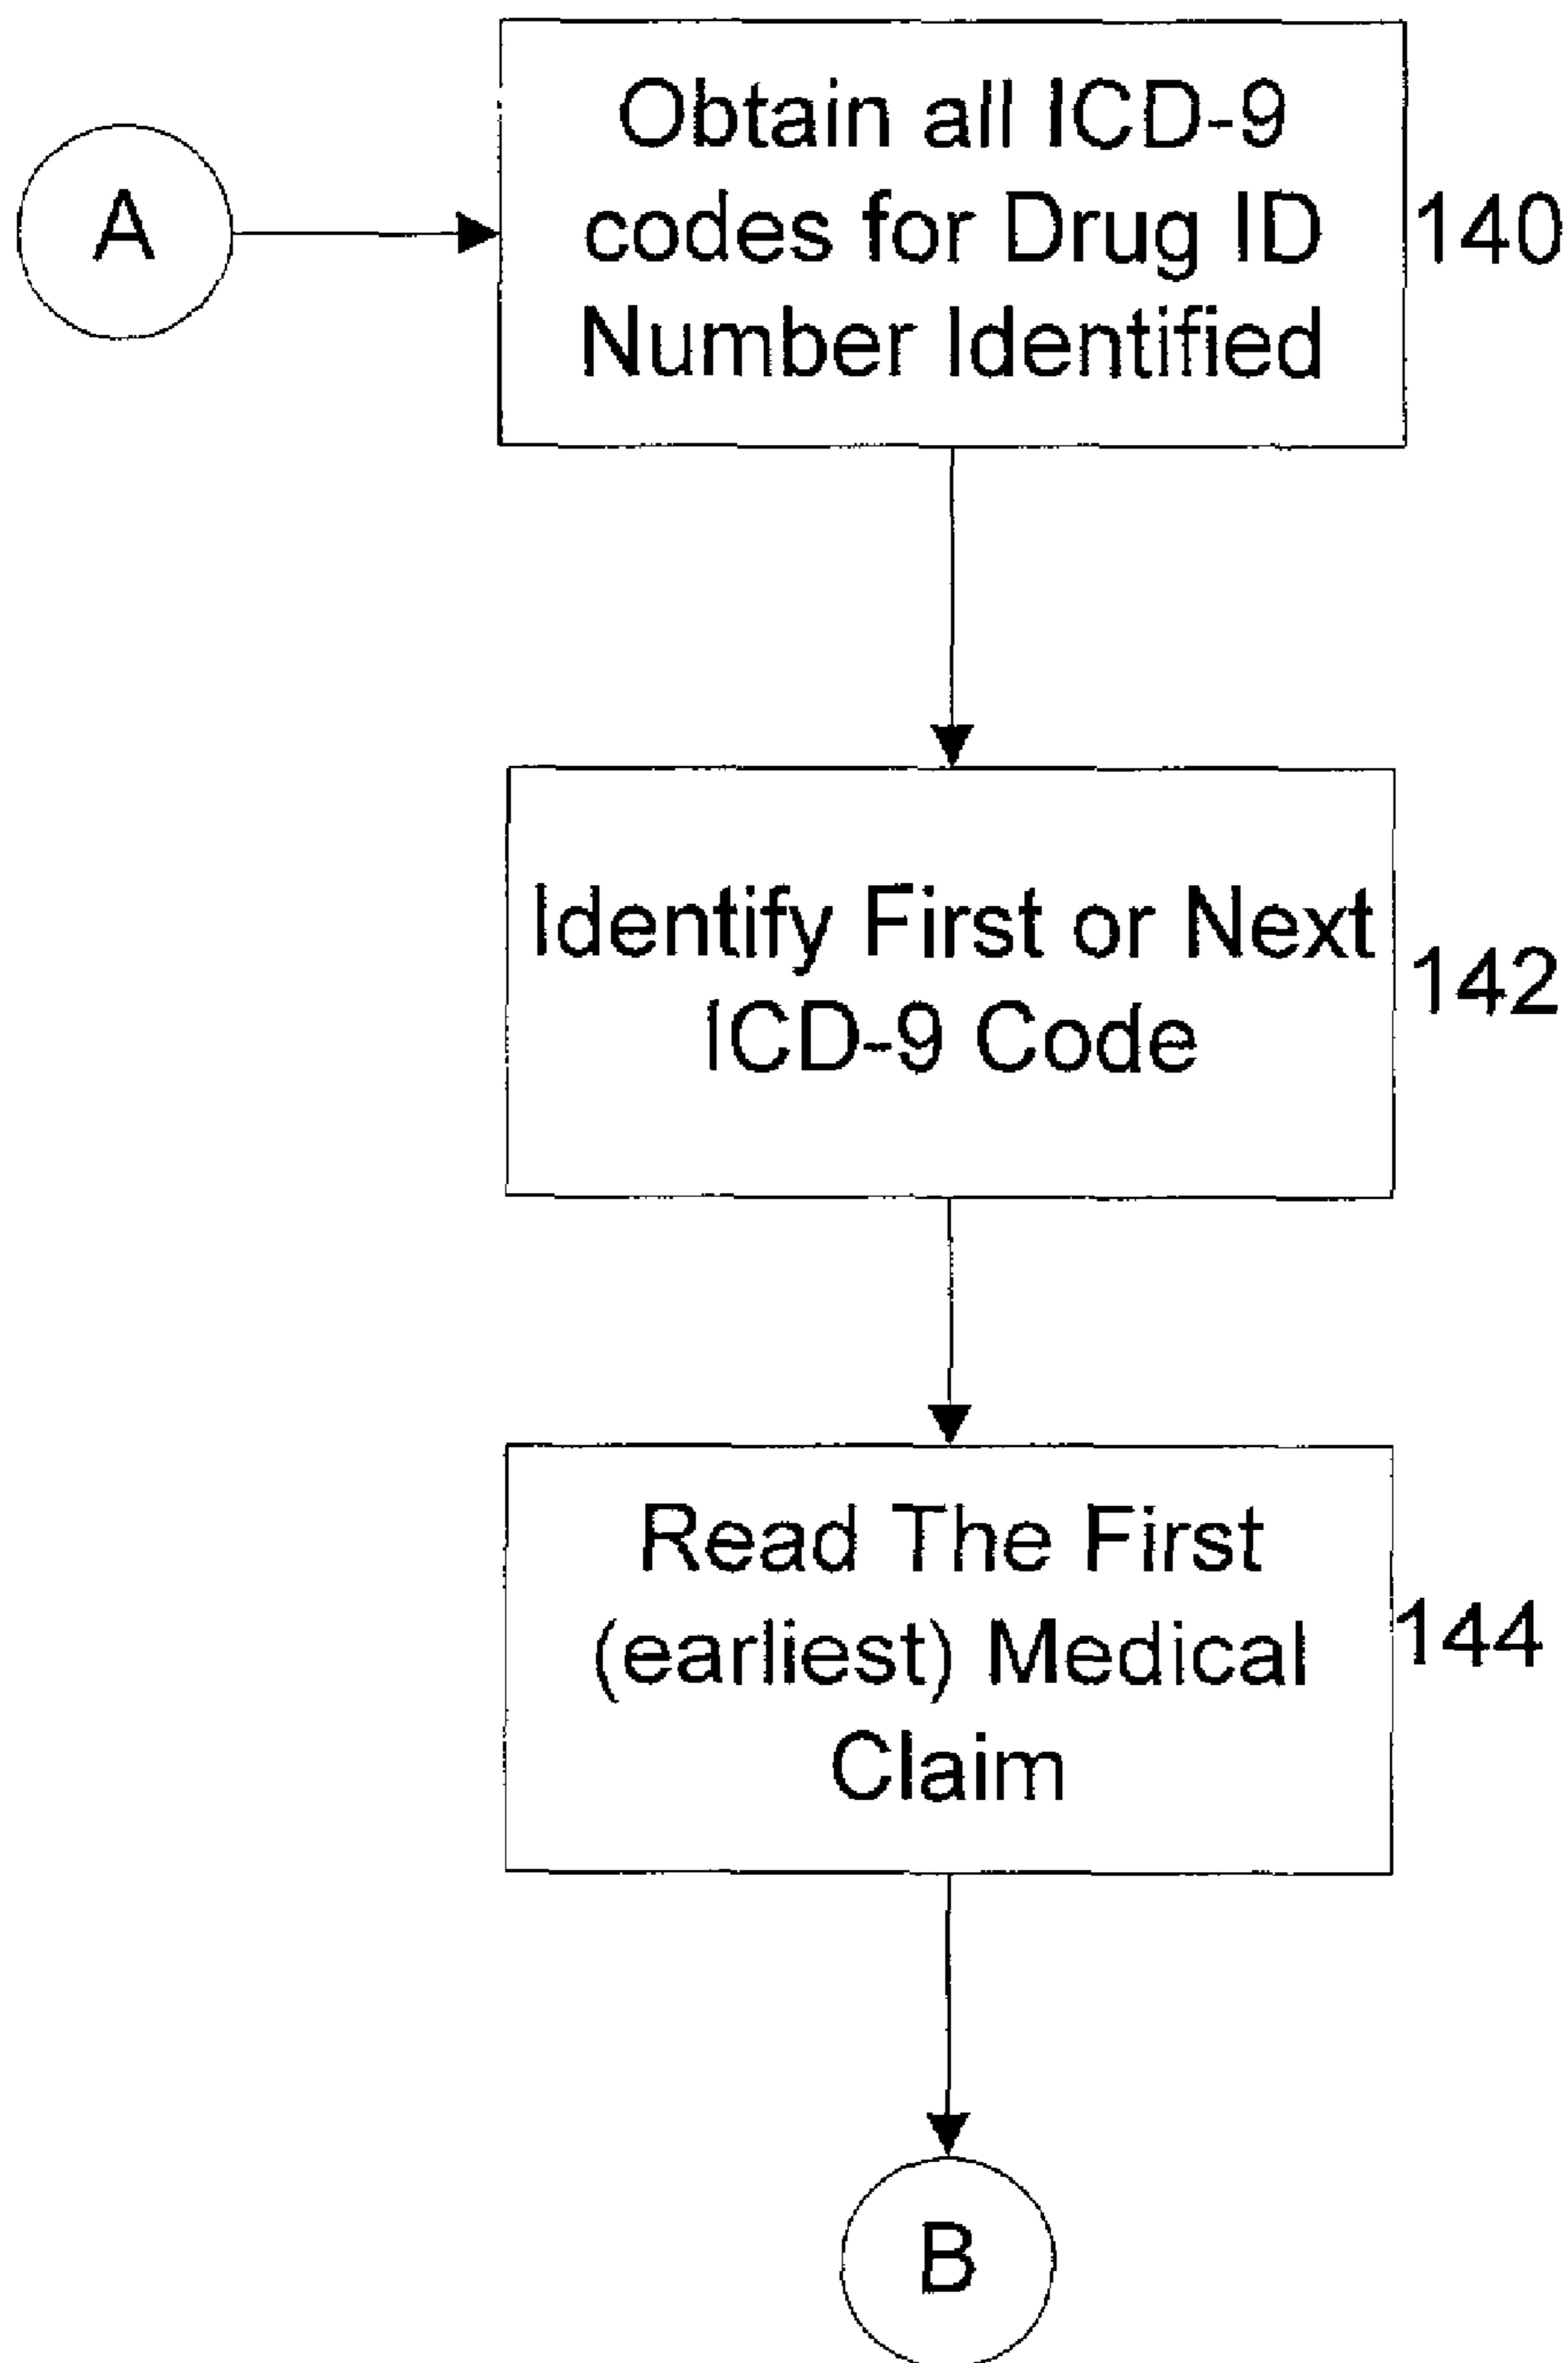 A
Obtain all ICD-9
codes for Drug ID
Number Identified
140
Identify First or Next
ICD-9 Code
142
Read The First
(earliest) Medical
Claim
144
B